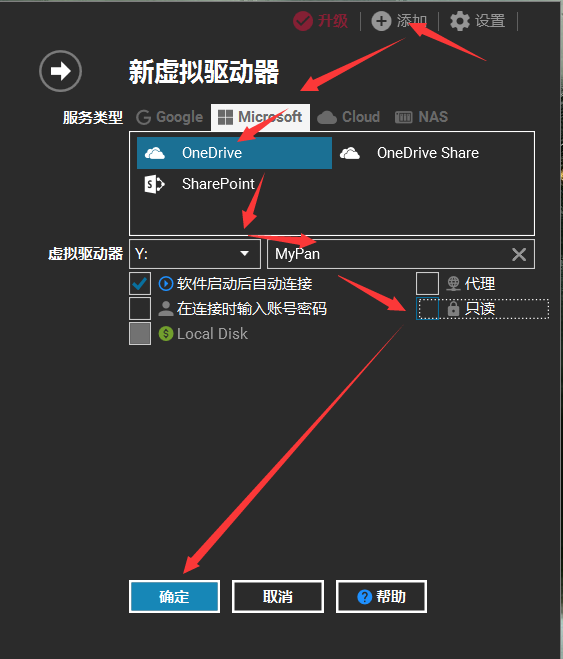 升级 添加 设置
新虚拟驱动器
服务类型 Google Microsoft Cloud NAS
OneDrive OneDrive Share
SharePoint
虚拟驱动器 Y: MyPan
软件启动后自动连接 代理
在连接时输入账号密码 只读
Local Disk
确定 取消 帮助